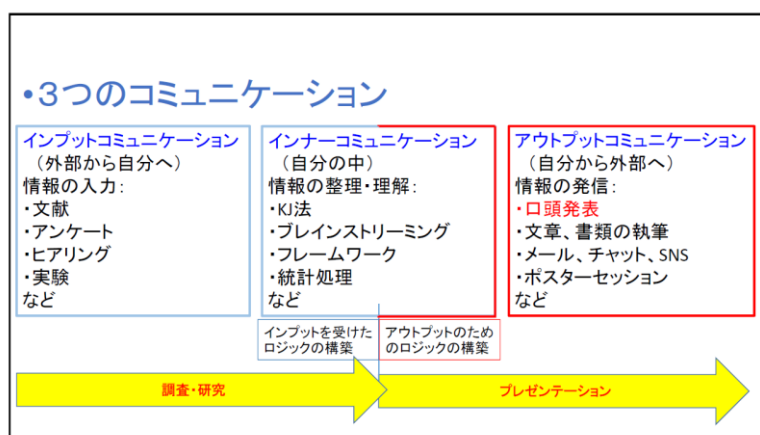 ・3つのコミュニケーション
インプットコミュニケーション
（外部から自分へ）
情報の入力：
・文献
・アンケート
・ヒアリング
・実験
など
インナーコミュニケーション
（自分の中）
情報の整理・理解：
・KJ法
・ブレインストリーミング
・フレームワーク
・統計処理
など
アウトプットコミュニケーション
（自分から外部へ）
情報の発信：
・口頭発表
・文章、書類の執筆
・メール、チャット、SNS
・ポスターセッション
など
インプットを受けた
ロジックの構築
アウトプットのため
のロジックの構築
調査・研究
プレゼンテーション